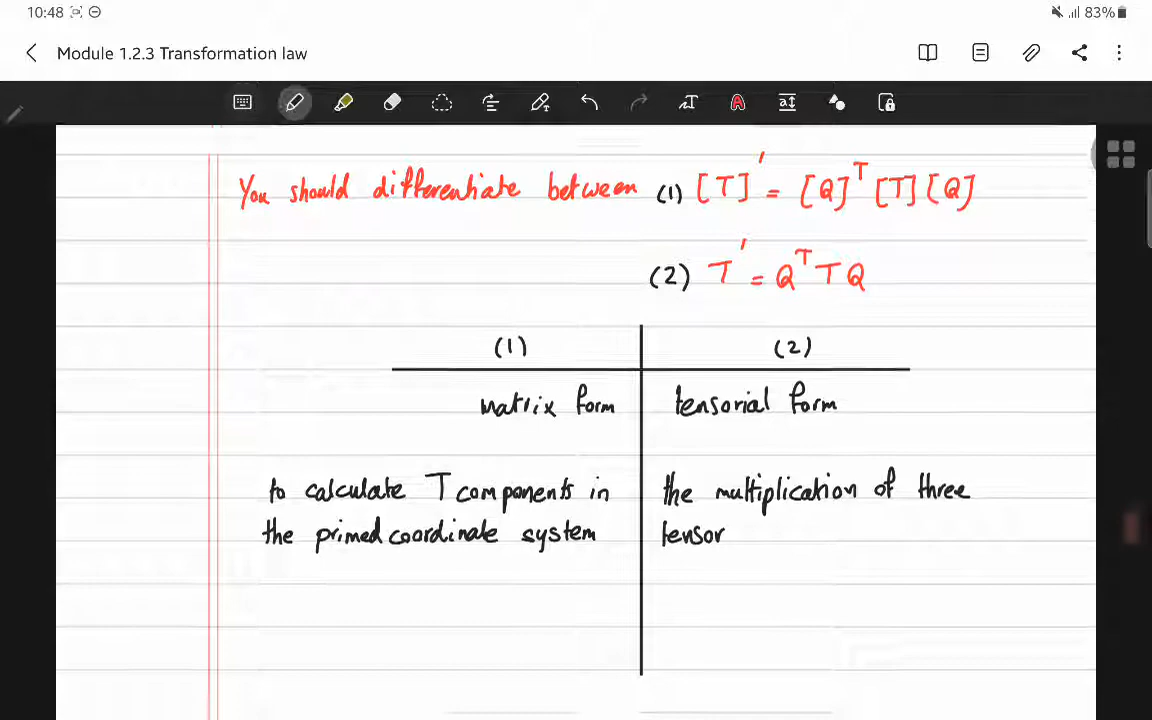 10:48
83%
Module 1.2.3 Transformation law
You should differentiate between (1) [T]' = [Q]^T [T] [Q]
(2) T' = Q^T T Q
(1) (2)
matrix form tensorial form
to calculate T components in the multiplication of three
the primed coordinate system tensor